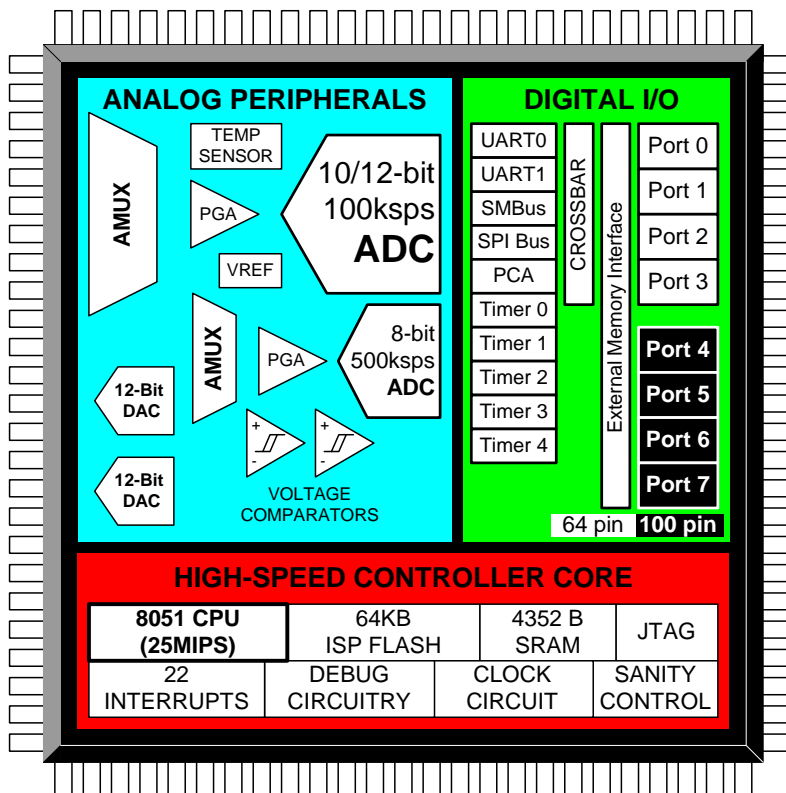 ANALOG PERIPHERALS
AMUX
TEMP
SENSOR
PGA
VREF
10/12-bit
100ksps
ADC
AMUX
PGA
8-bit
500ksps
ADC
12-Bit
DAC
12-Bit
DAC
+
-
+
-
VOLTAGE
COMPARATORS
DIGITAL I/O
UART0
UART1
SMBus
SPI Bus
PCA
Timer 0
Timer 1
Timer 2
Timer 3
Timer 4
CROSSBAR
External Memory Interface
Port 0
Port 1
Port 2
Port 3
Port 4
Port 5
Port 6
Port 7
64 pin 100 pin
HIGH-SPEED CONTROLLER CORE
8051 CPU
(25MIPS)
64KB
ISP FLASH
4352 B
SRAM
JTAG
22
INTERRUPTS
DEBUG
CIRCUITRY
CLOCK
CIRCUIT
SANITY
CONTROL